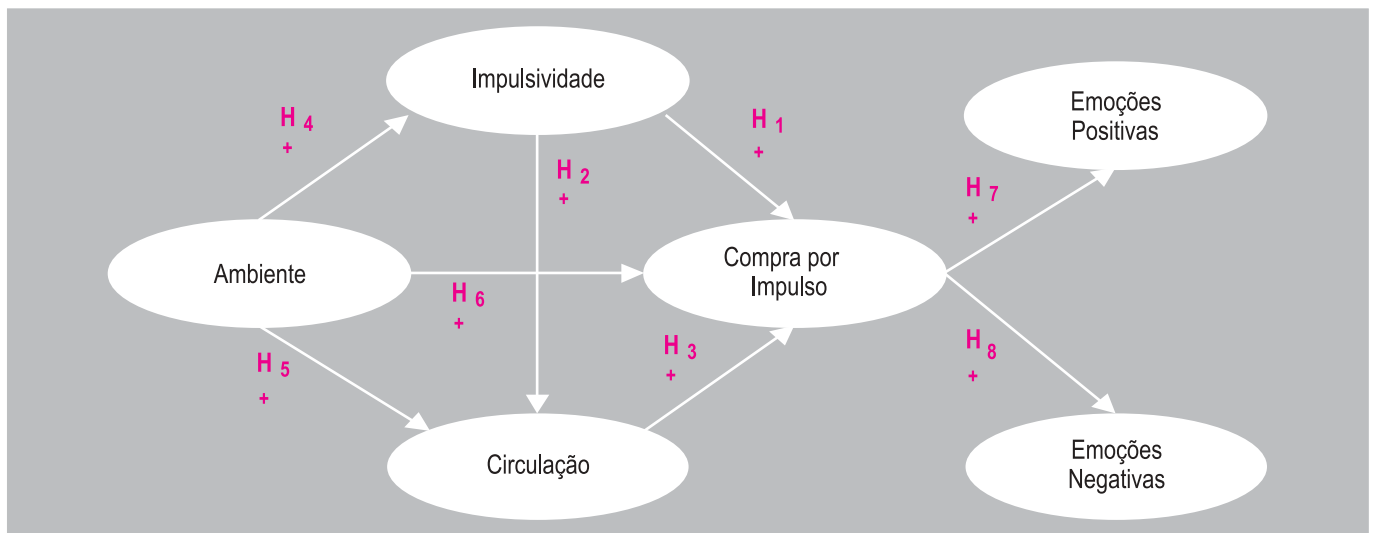 Impulsividade
Emoções
Positivas
H 4
+
H 1
+
H 2
+
H 7
+
Ambiente
Compra por
Impulso
H 6
+
H 5
+
H 3
+
H 8
+
Circulação
Emoções
Negativas